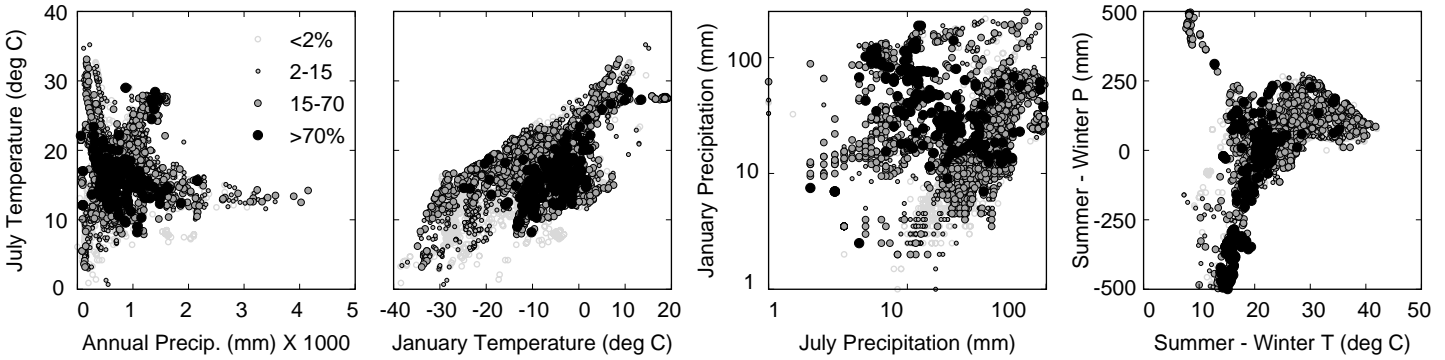 40
30
20
10
0
July Temperature (deg C)
0 1 2 3 4 5
Annual Precip. (mm) X 1000
<2%
2-15
15-70
>70%
-40 -30 -20 -10 0 10 20
January Temperature (deg C)
100
10
1
January Precipitation (mm)
1 10 100
July Precipitation (mm)
500
250
0
-250
-500
Summer - Winter P (mm)
0 10 20 30 40 50
Summer - Winter T (deg C)